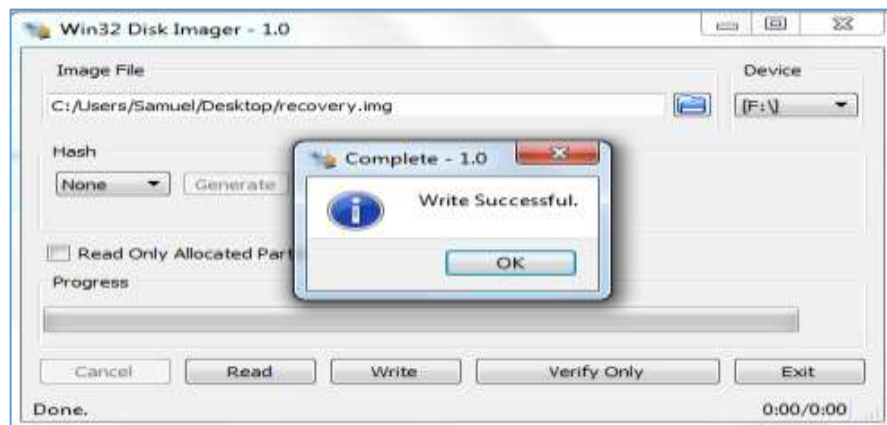 Win32 Disk Imager - 1.0
Image File
Device
C:/Users/Samuel/Desktop/recovery.img
[F:\]
Hash
None
Generate
Complete - 1.0
Write Successful.
OK
Read Only Allocated Part
Progress
Cancel Read Write Verify Only Exit
Done. 0:00/0:00